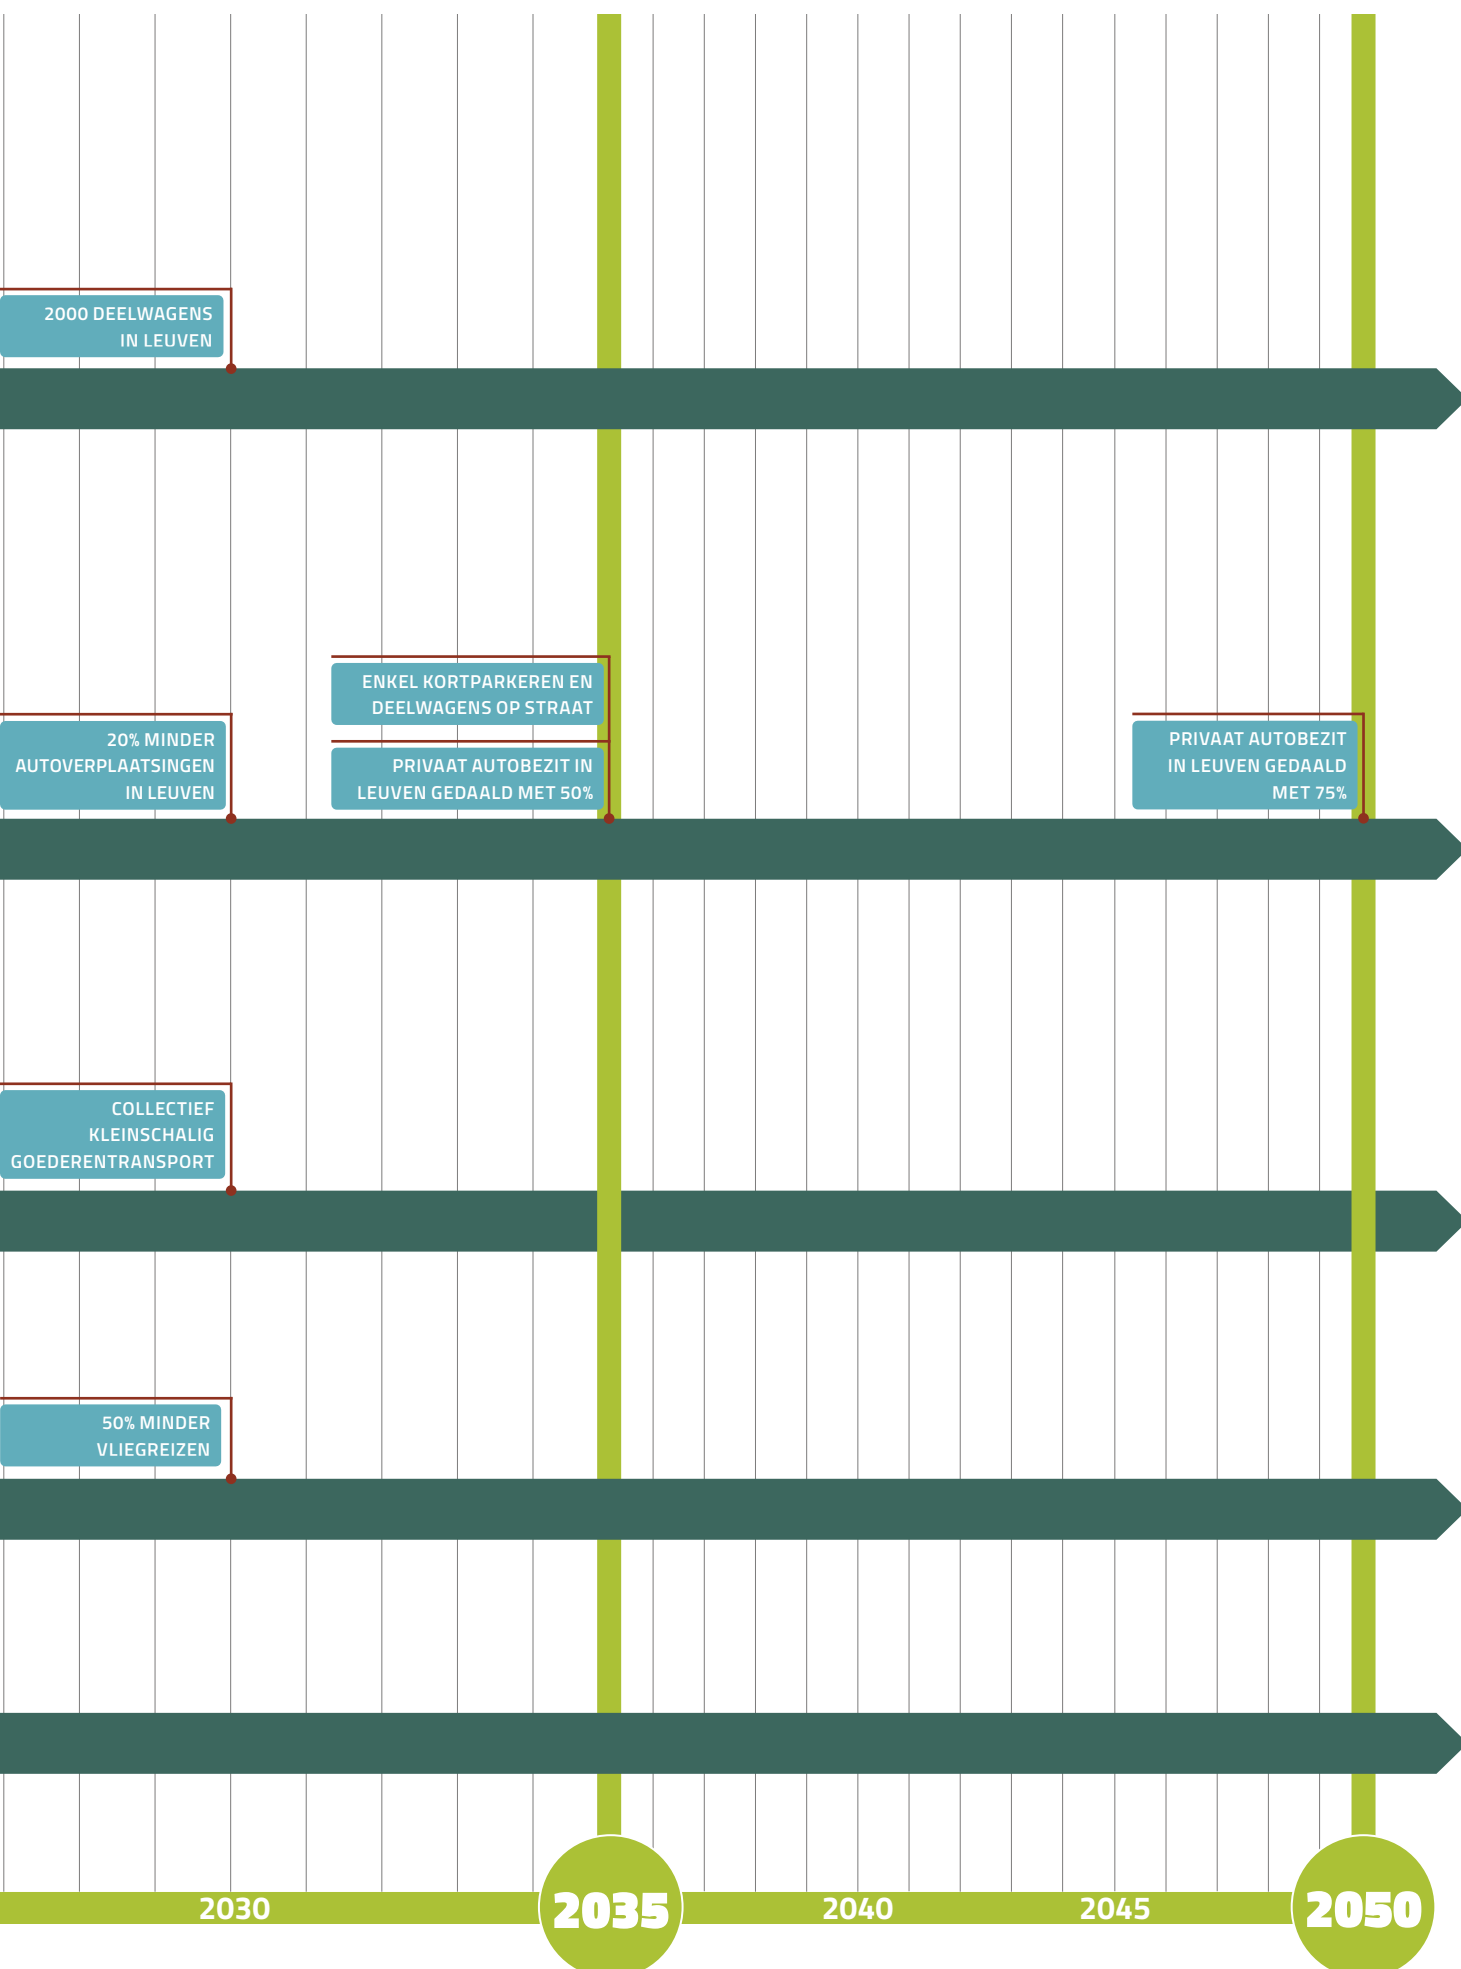 2000 DEELWAGENS
IN LEUVEN
ENKEL KORTPARKEREN EN
DEELWAGENS OP STRAAT
20% MINDER
AUTOVERPLAATSINGEN
IN LEUVEN
PRIVAAT AUTOBEZIT IN
LEUVEN GEDAALD MET 50%
PRIVAAT AUTOBEZIT
IN LEUVEN GEDAALD
MET 75%
COLLECTIEF
KLEINSCHALIG
GOEDERENTRANSPORT
50% MINDER
VLIEGREIZEN
2030
2035
2040
2045
2050